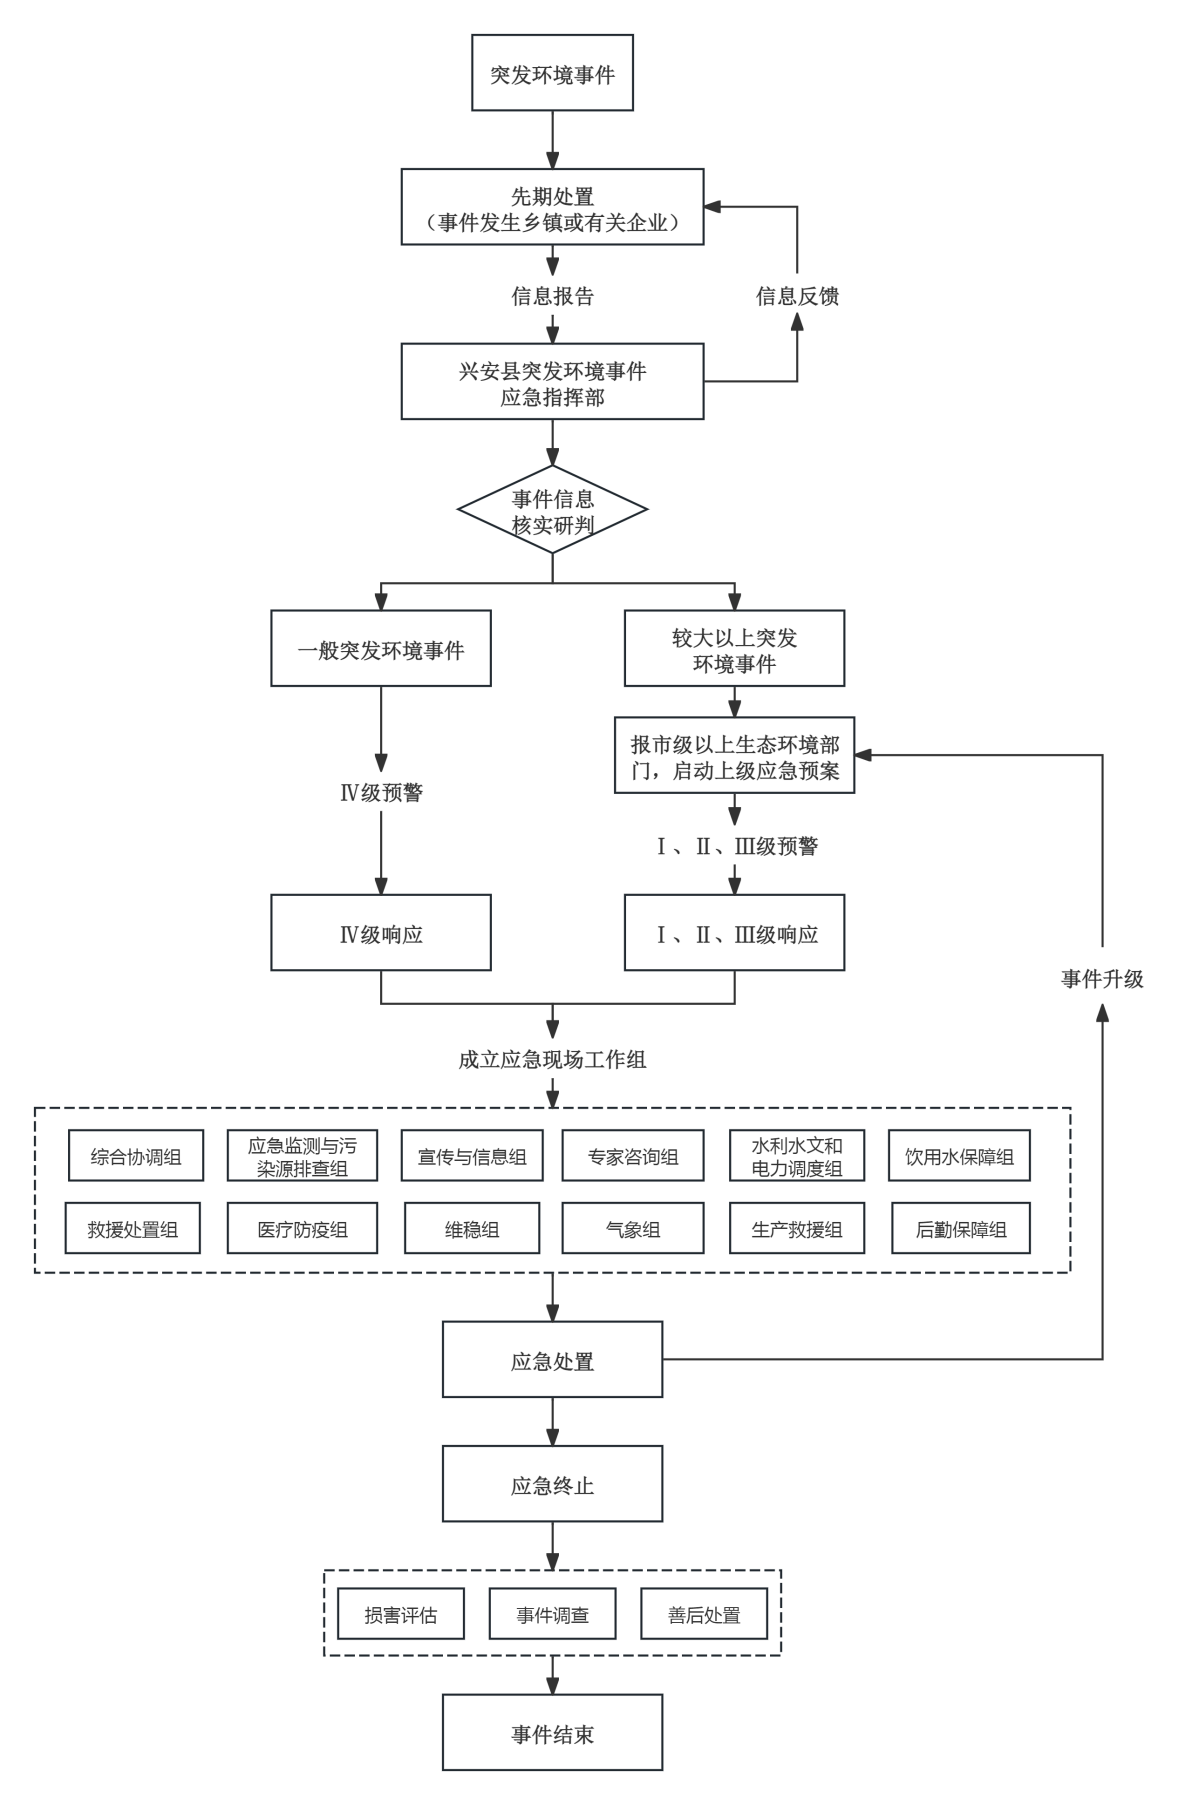 突发环境事件
先期处置
（事件发生乡镇或有关企业）
信息报告
信息反馈
兴安县突发环境事件
应急指挥部
事件信息
核实研判
一般突发环境事件
较大以上突发
环境事件
报市级以上生态环境部
门，启动上级应急预案
Ⅳ级预警
Ⅰ、Ⅱ、Ⅲ级预警
Ⅳ级响应
Ⅰ、Ⅱ、Ⅲ级响应
事件升级
成立应急现场工作组
综合协调组
应急监测与污
染源排查组
宣传与信息组
专家咨询组
水利水文和
电力调度组
饮用水保障组
救援处置组
医疗防疫组
维稳组
气象组
生产救援组
后勤保障组
应急处置
应急终止
损害评估
事件调查
善后处置
事件结束